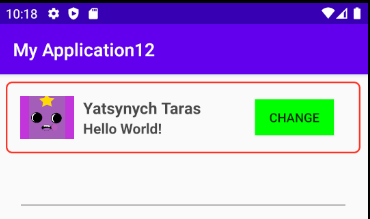 10:18
My Application12
Yatsynych Taras
Hello World!
CHANGE